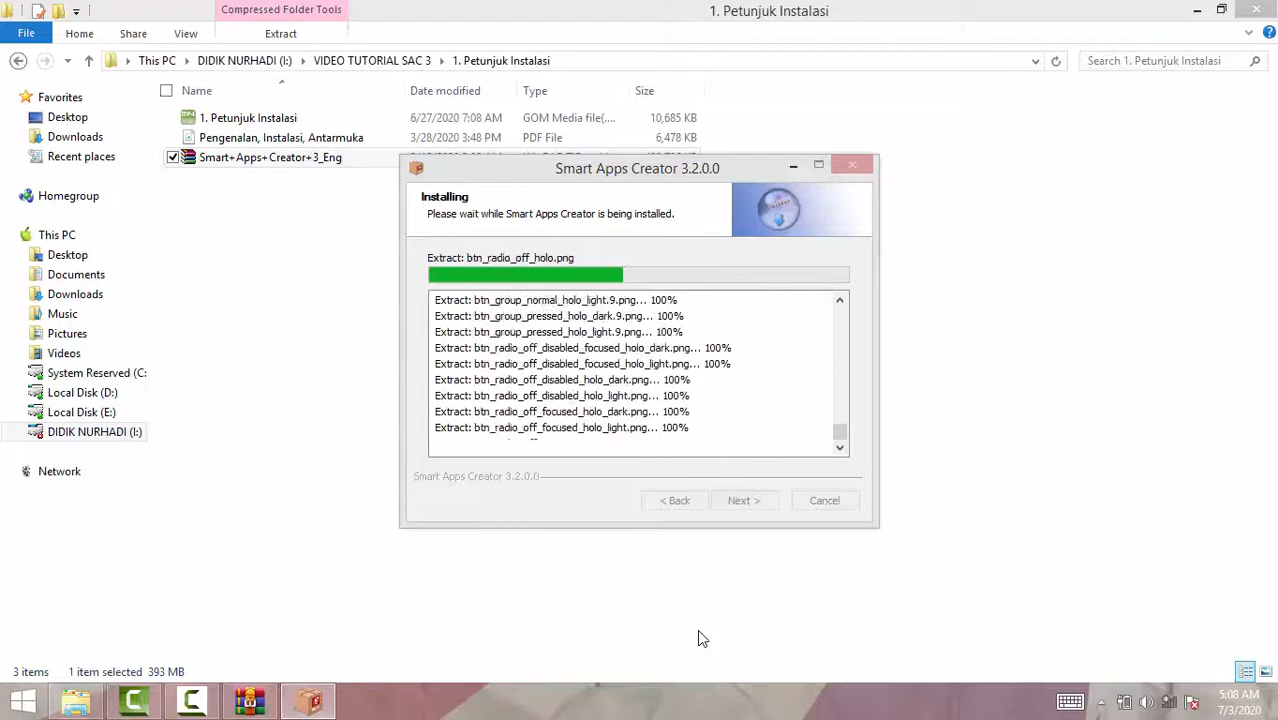 Compressed Folder Tools
1. Petunjuk Instalasi
File Home Share View Extract
This PC DIDIK NURHADI (I:) VIDEO TUTORIAL SAC 3 1. Petunjuk Instalasi
Search 1. Petunjuk Instalasi
Name Date modified Type Size
1. Petunjuk Instalasi 6/27/2020 7:08 AM GOM Media file(.... 10,685 KB
Pengenalan, Instalasi, Antarmuka 3/28/2020 3:48 PM PDF File 6,478 KB
Smart+Apps+Creator+3_Eng
Favorites
Desktop
Downloads
Recent places
Homegroup
This PC
Desktop
Documents
Downloads
Music
Pictures
Videos
System Reserved (C:
Local Disk (D:)
Local Disk (E:)
DIDIK NURHADI (I:)
Network
Smart Apps Creator 3.2.0.0
Installing
Please wait while Smart Apps Creator is being installed.
Extract: btn_radio_off_holo.png
Extract: btn_group_normal_holo_light.9.png... 100%
Extract: btn_group_pressed_holo_dark.9.png... 100%
Extract: btn_group_pressed_holo_light.9.png... 100%
Extract: btn_radio_off_disabled_focused_holo_dark.png... 100%
Extract: btn_radio_off_disabled_focused_holo_light.png... 100%
Extract: btn_radio_off_disabled_holo_dark.png... 100%
Extract: btn_radio_off_disabled_holo_light.png... 100%
Extract: btn_radio_off_focused_holo_dark.png... 100%
Extract: btn_radio_off_focused_holo_light.png... 100%
Smart Apps Creator 3.2.0.0
< Back Next > Cancel
3 items 1 item selected 393 MB
5:08 AM
7/3/2020